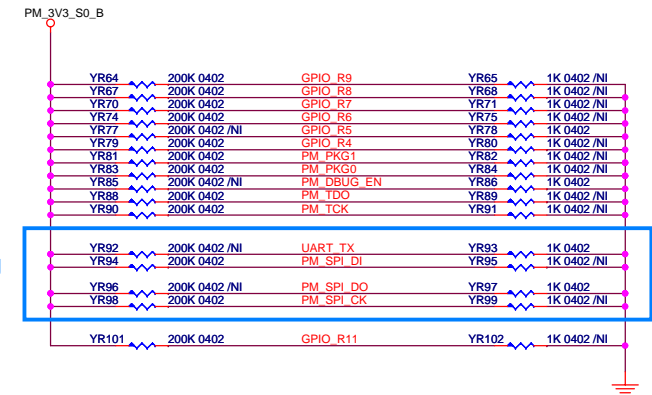 PM_3V3_S0_B
YR64 200K 0402 GPIO_R9 YR65 1K 0402 /NI
YR67 200K 0402 GPIO_R8 YR68 1K 0402 /NI
YR70 200K 0402 GPIO_R7 YR71 1K 0402 /NI
YR74 200K 0402 GPIO_R6 YR75 1K 0402 /NI
YR77 200K 0402 /NI GPIO_R5 YR78 1K 0402
YR79 200K 0402 GPIO_R4 YR80 1K 0402 /NI
YR81 200K 0402 PM_PKG1 YR82 1K 0402 /NI
YR83 200K 0402 PM_PKG0 YR84 1K 0402 /NI
YR85 200K 0402 /NI PM_DBUG_EN YR86 1K 0402
YR88 200K 0402 PM_TDO YR89 1K 0402 /NI
YR90 200K 0402 PM_TCK YR91 1K 0402 /NI
YR92 200K 0402 /NI UART_TX YR93 1K 0402
YR94 200K 0402 PM_SPI_DI YR95 1K 0402 /NI
YR96 200K 0402 /NI PM_SPI_DO YR97 1K 0402
YR98 200K 0402 PM_SPI_CK YR99 1K 0402 /NI
YR101 200K 0402 GPIO_R11 YR102 1K 0402 /NI